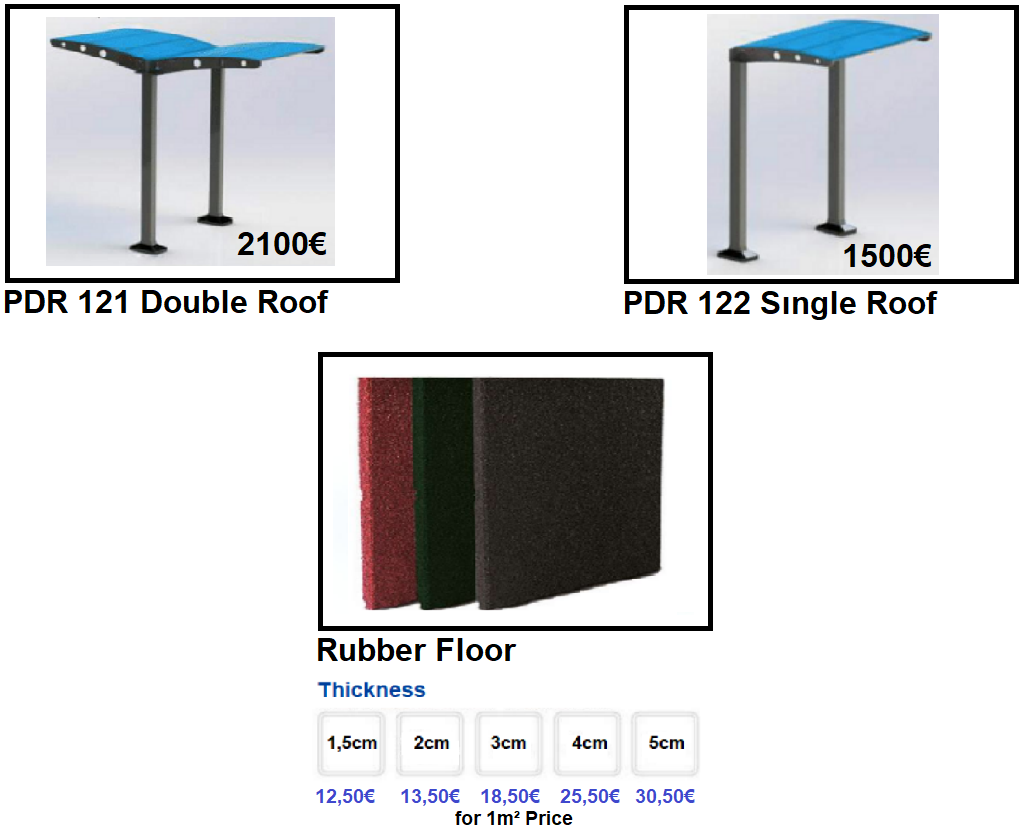 2100€
PDR 121 Double Roof
1500€
PDR 122 Sıngle Roof
Rubber Floor
Thickness
1,5cm 2cm 3cm 4cm 5cm
12,50€ 13,50€ 18,50€ 25,50€ 30,50€
for 1m² Price